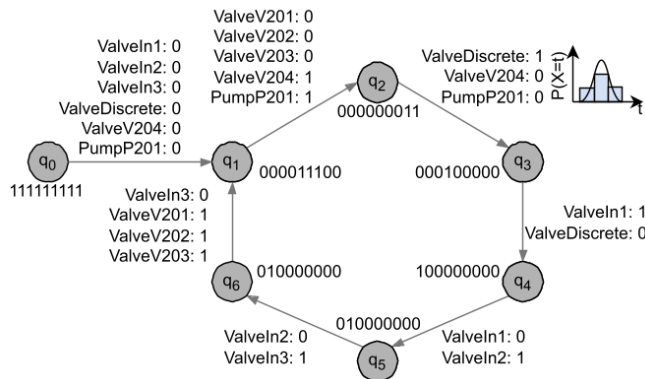 ValveIn1: 0
ValveIn2: 0
ValveIn3: 0
ValveDiscrete: 0
ValveV204: 0
PumpP201: 0
q0
111111111
ValveV201: 0
ValveV202: 0
ValveV203: 0
ValveV204: 1
PumpP201: 1
q1
000011100
q2
000000011
ValveDiscrete: 1
ValveV204: 0
PumpP201: 0
P(X=t)
t
q3
000100000
ValveIn1: 1
ValveDiscrete: 0
q4
100000000
ValveIn1: 0
ValveIn2: 1
q5
010000000
ValveIn2: 0
ValveIn3: 1
q6
010000000
ValveIn3: 0
ValveV201: 1
ValveV202: 1
ValveV203: 1